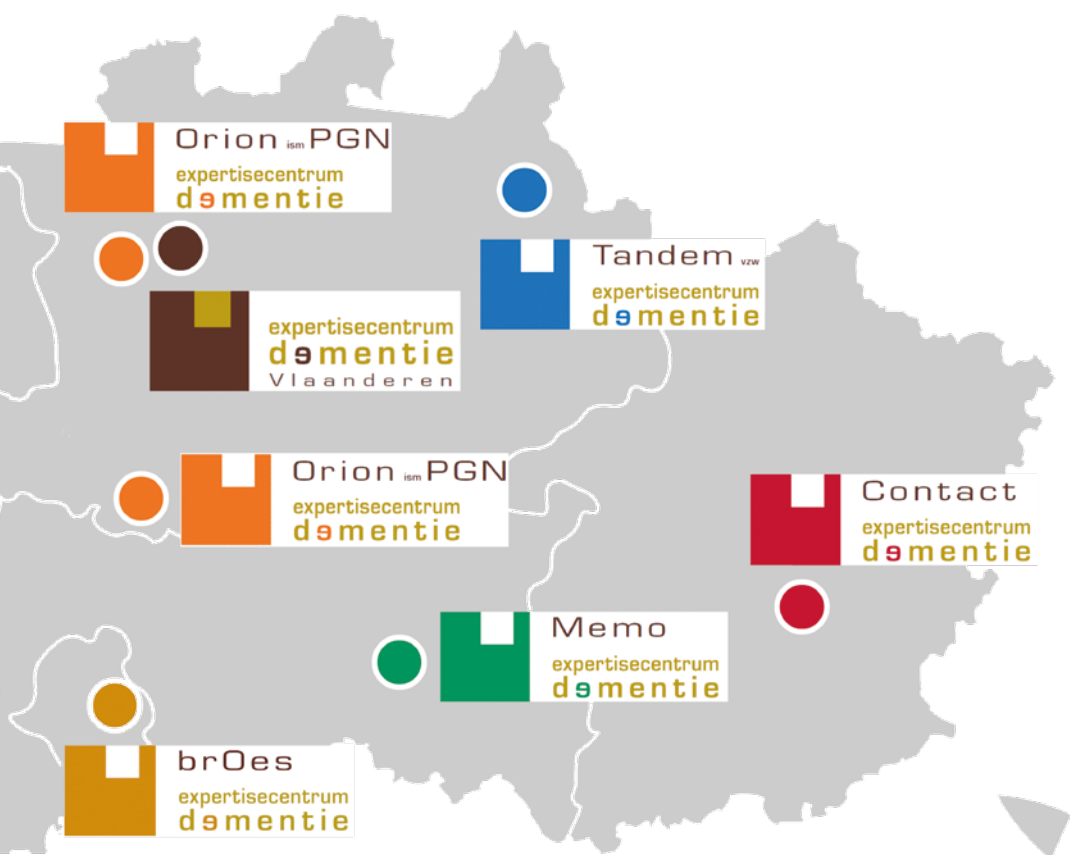 Orion ism PGN
expertisecentrum
dementie
Tandem vzw
expertisecentrum
dementie
expertisecentrum
dementie
Vlaanderen
Orion ism PGN
expertisecentrum
dementie
Contact
expertisecentrum
dementie
Memo
expertisecentrum
dementie
brOes
expertisecentrum
dementie